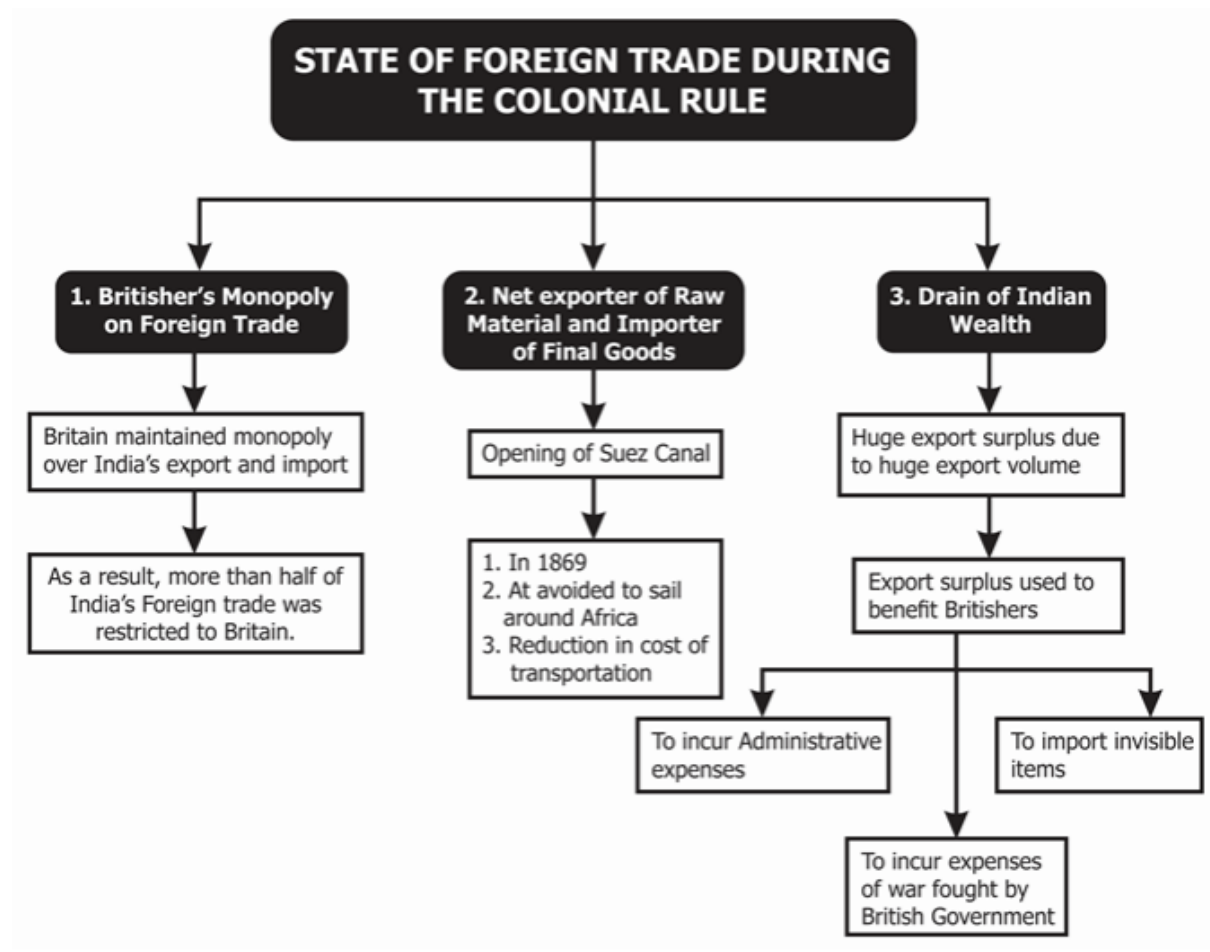 STATE OF FOREIGN TRADE DURING
THE COLONIAL RULE
1. Britisher's Monopoly
on Foreign Trade
Britain maintained monopoly
over India's export and import
As a result, more than half of
India's Foreign trade was
restricted to Britain.
2. Net exporter of Raw
Material and Importer
of Final Goods
Opening of Suez Canal
1. In 1869
2. At avoided to sail
around Africa
3. Reduction in cost of
transportation
3. Drain of Indian
Wealth
Huge export surplus due
to huge export volume
Export surplus used to
benefit Britishers
To incur Administrative
expenses
To incur expenses
of war fought by
British Government
To import invisible
items